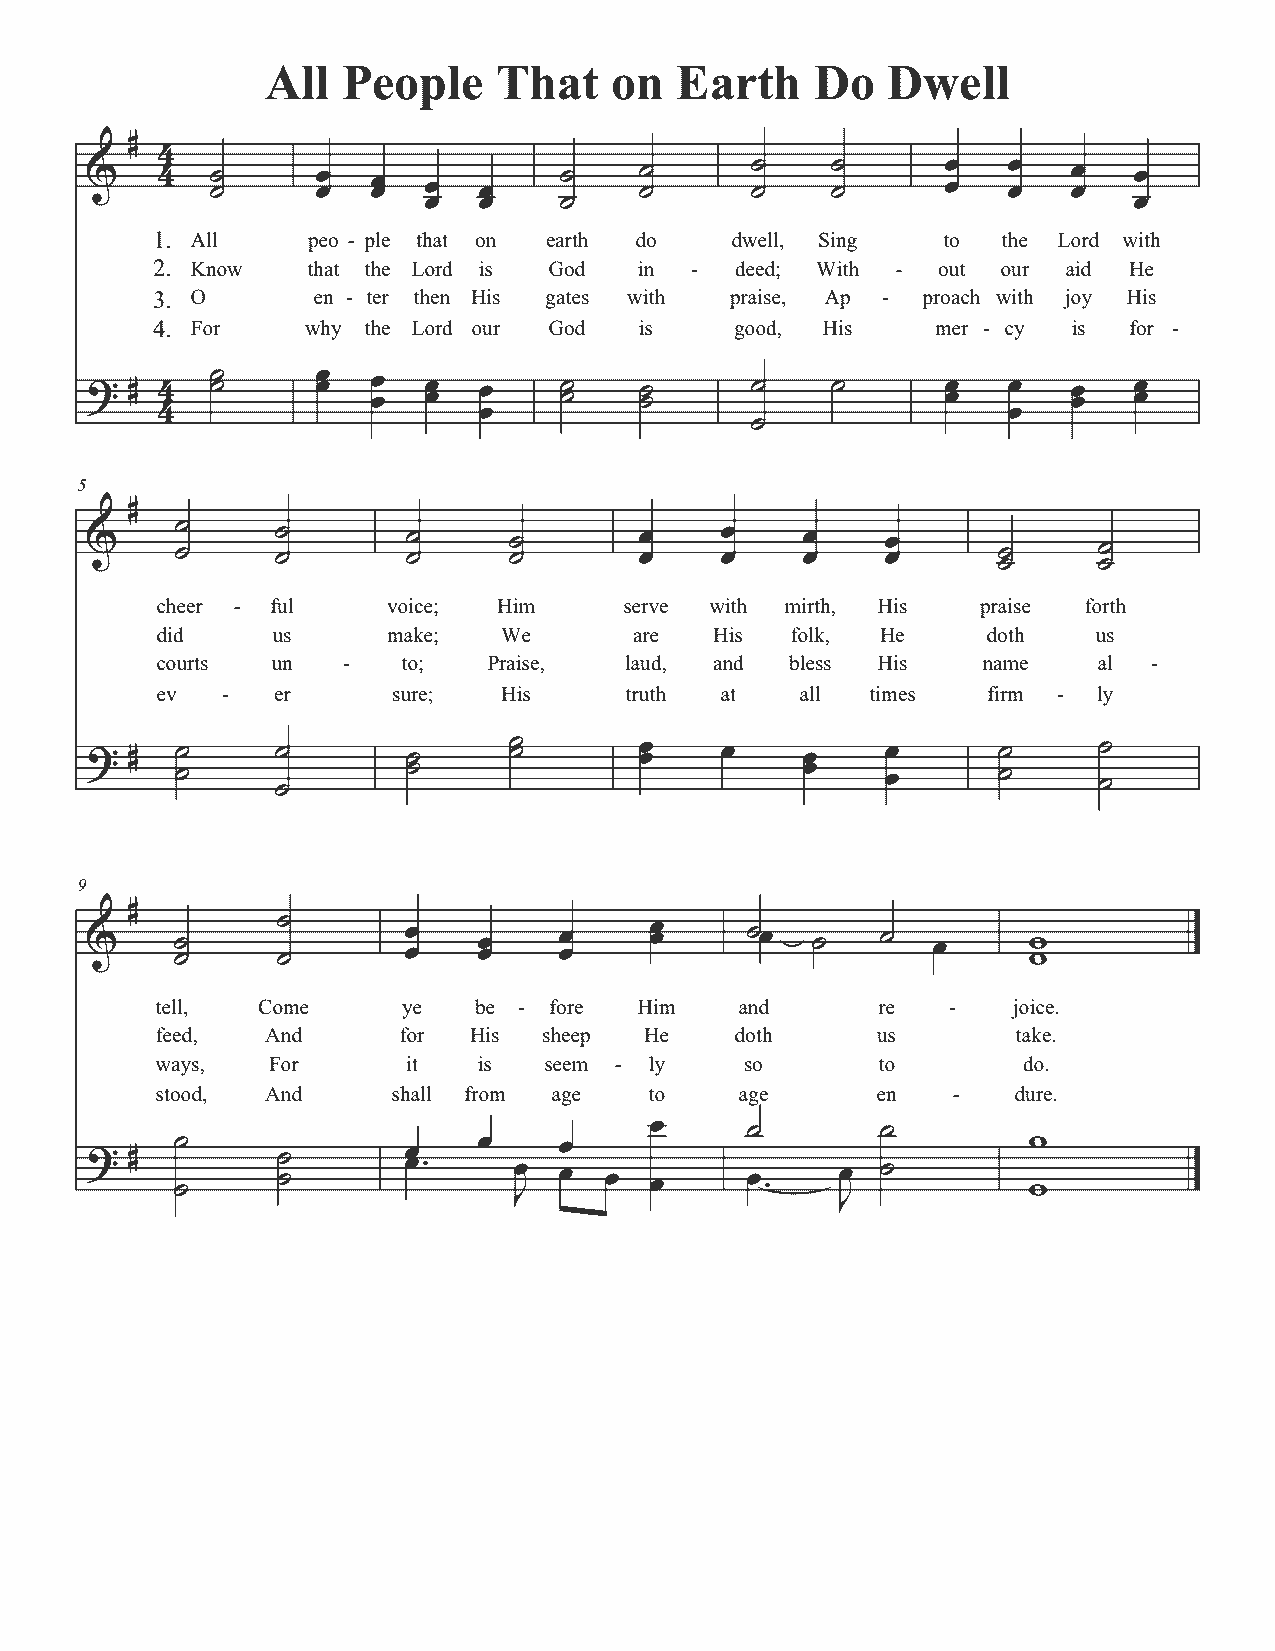 All People That on Earth Do Dwell
4
4
1. All peo - ple that on earth do dwell, Sing to the Lord with
2. Know that the Lord is God in - deed; With - out our aid He
3. O en - ter then His gates with praise, Ap - proach with joy His
4. For why the Lord our God is good, His mer - cy is for -
4
4
5
cheer - ful voice; Him serve with mirth, His praise forth
did us make; We are His folk, He doth us
courts un - to; Praise, laud, and bless His name al -
ev - er sure; His truth at all times firm - ly
9
tell, Come ye be - fore Him and re - joice.
feed, And for His sheep He doth us take.
ways, For it is seem - ly so to do.
stood, And shall from age to age en - dure.